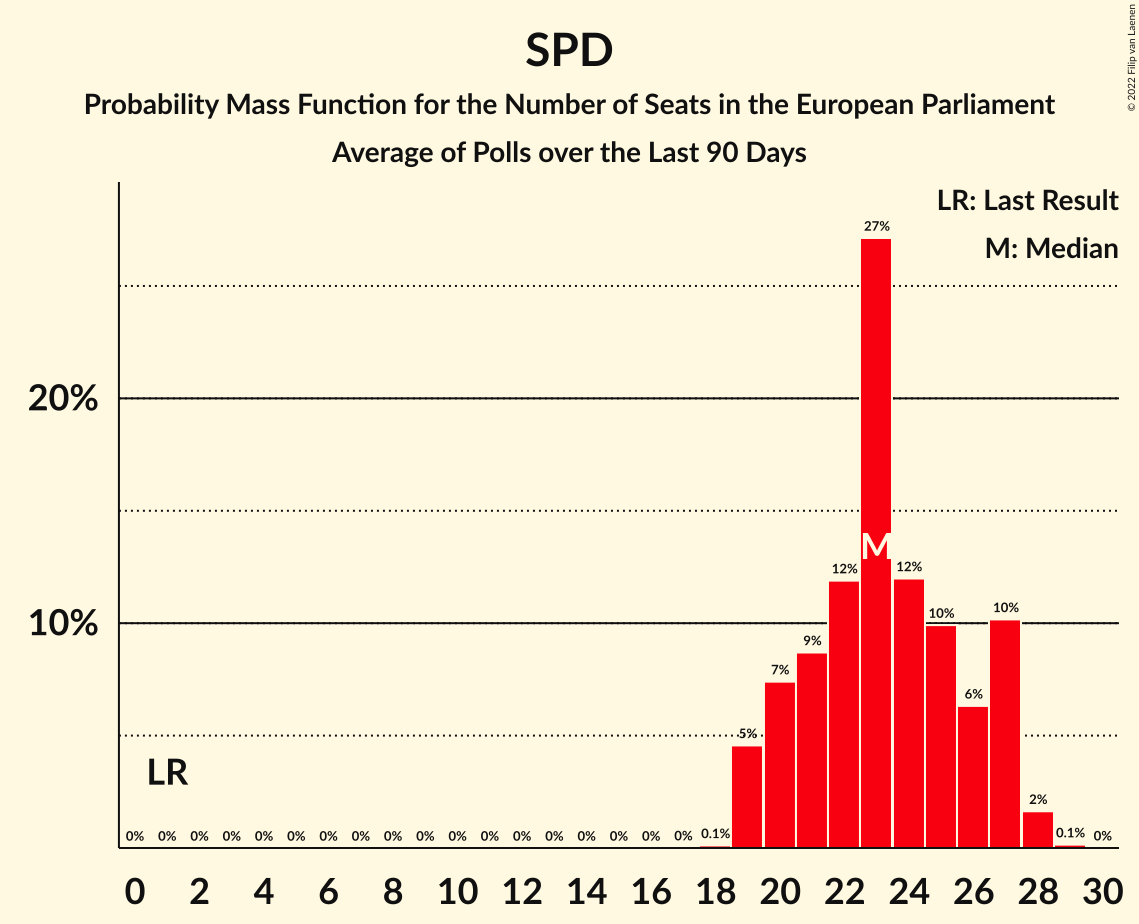 SPD
Probability Mass Function for the Number of Seats in the European Parliament
Average of Polls over the Last 90 Days
© 2022 Filip van Laenen
LR: Last Result
M: Median
27%
20%
M
12% 12%
10%
10% 10%
9%
7%
6%
5%
LR
2%
0% 0% 0% 0% 0% 0% 0% 0% 0% 0% 0% 0% 0% 0% 0% 0% 0% 0% 0.1% 0.1% 0%
0 2 4 6 8 10 12 14 16 18 20 22 24 26 28 30